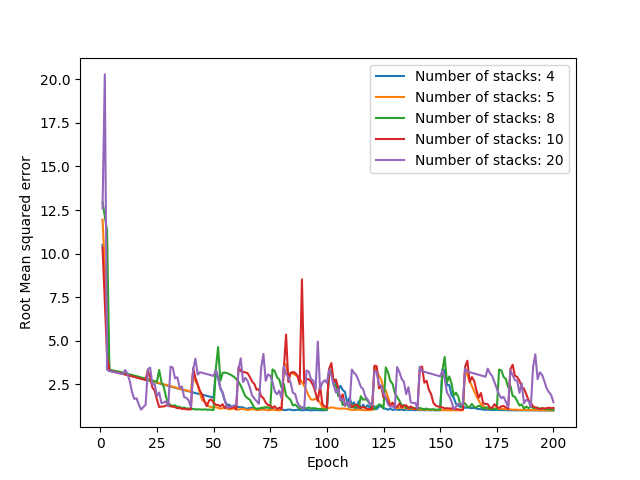 20.0
17.5
15.0
12.5
10.0
7.5
5.0
2.5
Root Mean squared error
Number of stacks: 4
Number of stacks: 5
Number of stacks: 8
Number of stacks: 10
Number of stacks: 20
0 25 50 75 100 125 150 175 200
Epoch